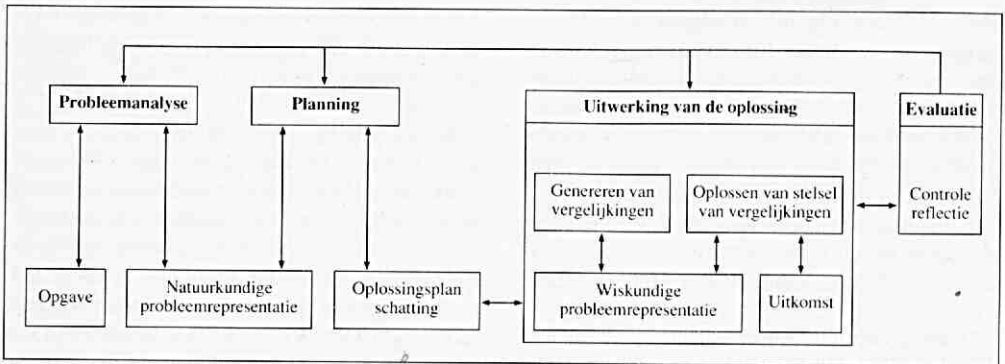 Probleemanalyse
Planning
Uitwerking van de oplossing
Evaluatie
Genereren van
vergelijkingen
Oplossen van stelsel
van vergelijkingen
Controle
reflectie
Opgave
Natuurkundige
probleemrepresentatie
Oplossingsplan
schatting
Wiskundige
probleemrepresentatie
Uitkomst